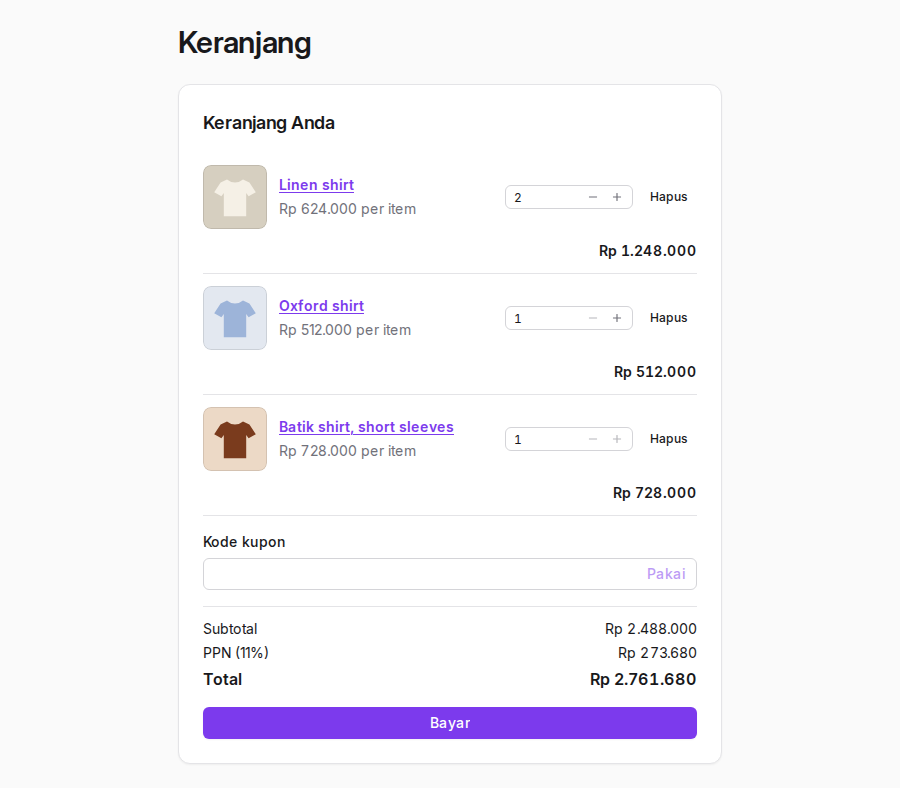 Keranjang
Keranjang Anda
Linen shirt
Rp 624.000 per item
2
Hapus
Rp 1.248.000
Oxford shirt
Rp 512.000 per item
1
Hapus
Rp 512.000
Batik shirt, short sleeves
Rp 728.000 per item
1
Hapus
Rp 728.000
Kode kupon
Pakai
Subtotal Rp 2.488.000
PPN (11%) Rp 273.680
Total Rp 2.761.680
Bayar